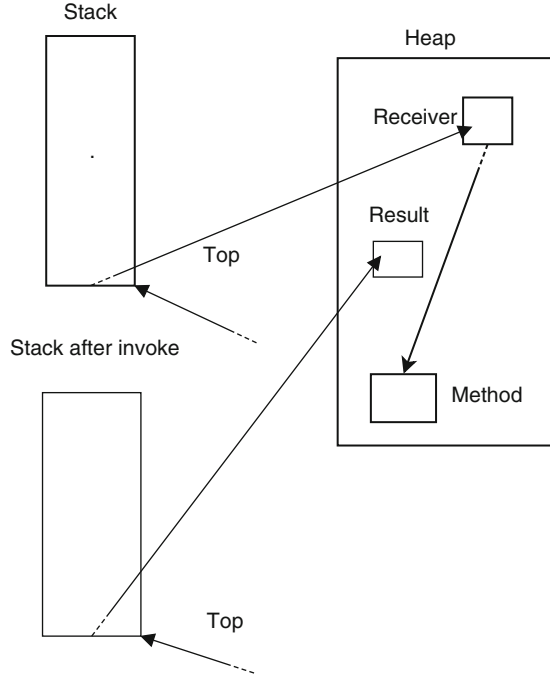 Stack
Heap
Receiver
Result
Top
Stack after invoke
Method
Top